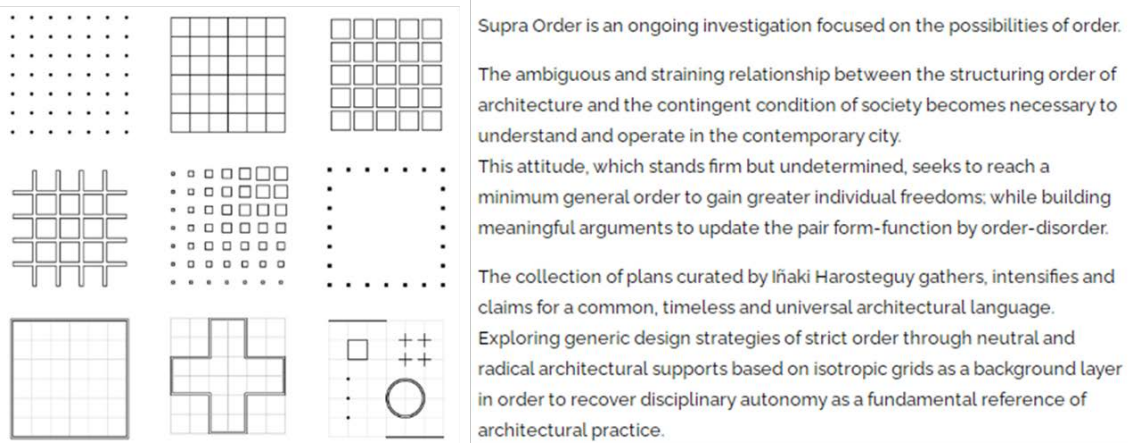 Supra Order is an ongoing investigation focused on the possibilities of order.
The ambiguous and straining relationship between the structuring order of
architecture and the contingent condition of society becomes necessary to
understand and operate in the contemporary city.
This attitude, which stands firm but undetermined, seeks to reach a
minimum general order to gain greater individual freedoms; while building
meaningful arguments to update the pair form-function by order-disorder.
The collection of plans curated by Iñaki Harosteguy gathers, intensifies and
claims for a common, timeless and universal architectural language.
Exploring generic design strategies of strict order through neutral and
radical architectural supports based on isotropic grids as a background layer
in order to recover disciplinary autonomy as a fundamental reference of
architectural practice.